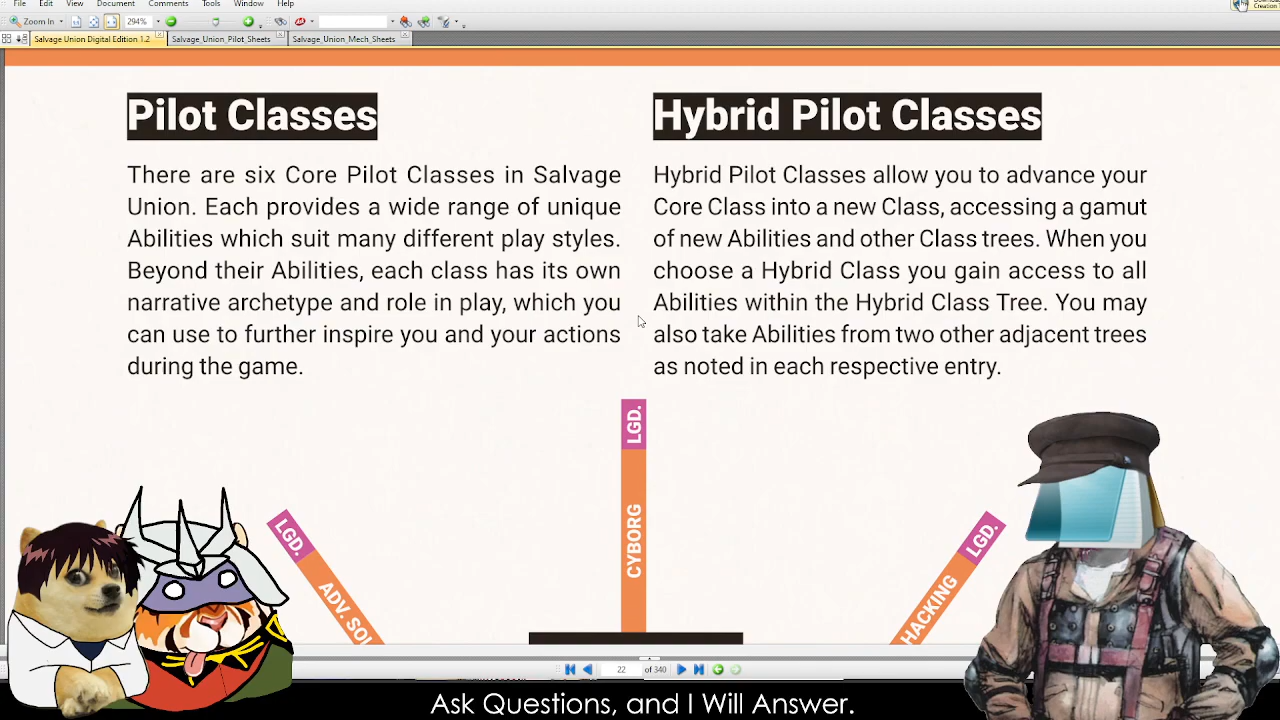 File Edit View Document Comments Tools Window Help
Zoom In 294%
Salvage Union Digital Edition 1.2 Salvage_Union_Pilot_Sheets Salvage_Union_Mech_Sheets
Pilot Classes
There are six Core Pilot Classes in Salvage
Union. Each provides a wide range of unique
Abilities which suit many different play styles.
Beyond their Abilities, each class has its own
narrative archetype and role in play, which you
can use to further inspire you and your actions
during the game.
Hybrid Pilot Classes
Hybrid Pilot Classes allow you to advance your
Core Class into a new Class, accessing a gamut
of new Abilities and other Class trees. When you
choose a Hybrid Class you gain access to all
Abilities within the Hybrid Class Tree. You may
also take Abilities from two other adjacent trees
as noted in each respective entry.
LGD.
CYBORG
LGD.
ADV.
LGD.
HACKING
22 of 340
Ask Questions, and I Will Answer.